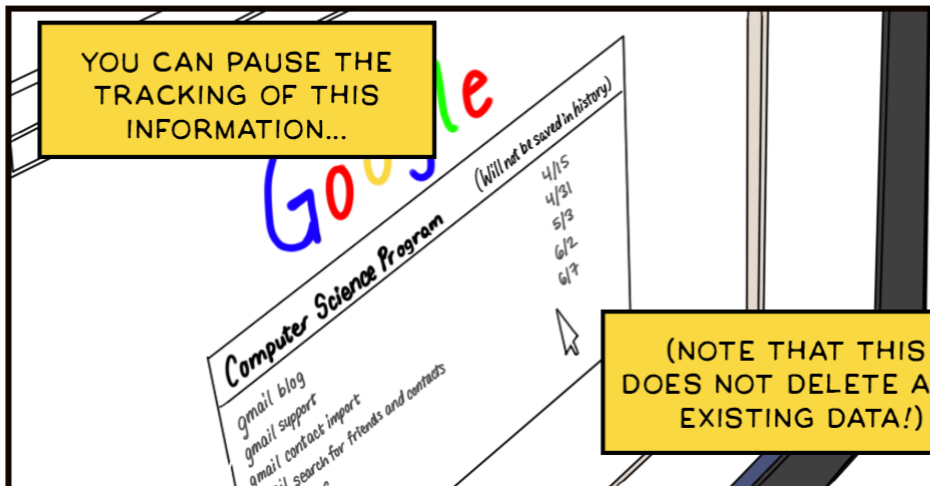 YOU CAN PAUSE THE
TRACKING OF THIS
INFORMATION...
Google
Computer Science Program (Will not be saved in history)
4/15
4/31
5/3
6/2
6/7
gmail blog
gmail support
gmail contact import
search for friends and contacts
(NOTE THAT THIS
DOES NOT DELETE
EXISTING DATA!)